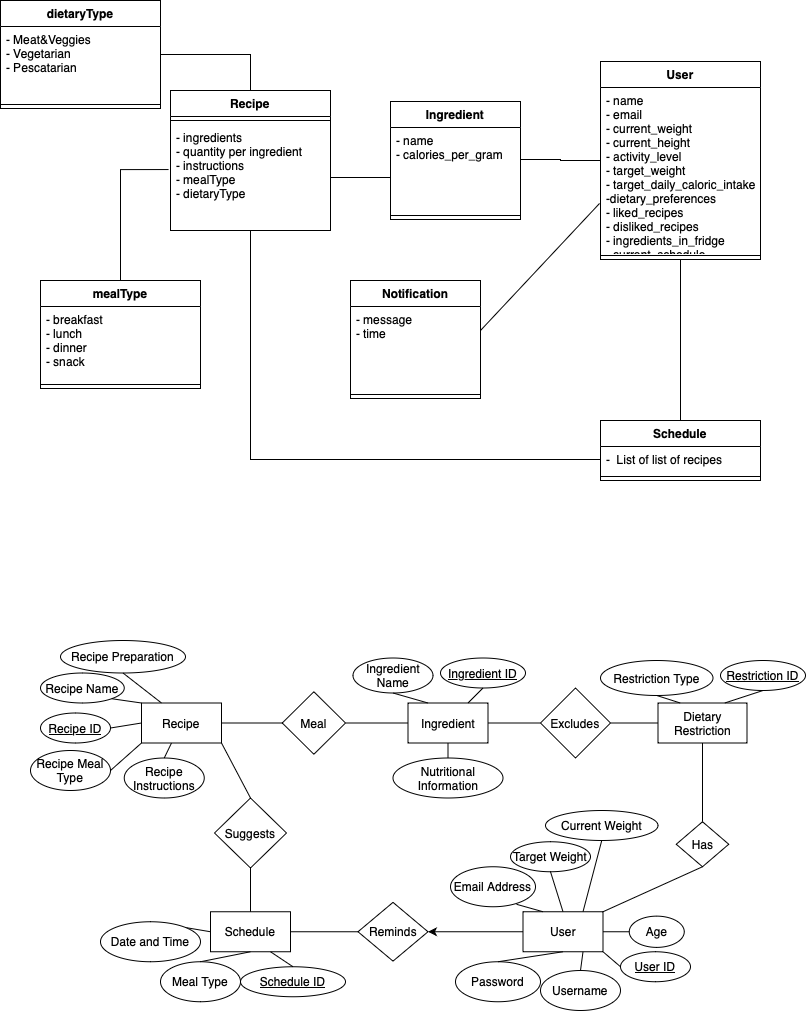 dietaryType
- Meat&Veggies
- Vegetarian
- Pescatarian
Recipe
- ingredients
- quantity per ingredient
- instructions
- mealType
- dietaryType
Ingredient
- name
- calories_per_gram
User
- name
- email
- current_weight
- current_height
- activity_level
- target_weight
- target_daily_caloric_intake
-dietary_preferences
- liked_recipes
- disliked_recipes
- ingredients_in_fridge
- current_schedule
mealType
- breakfast
- lunch
- dinner
- snack
Notification
- message
- time
Schedule
- List of list of recipes
Recipe Preparation
Recipe Name
Recipe ID
Recipe Meal
Type
Recipe
Instructions
Recipe
Meal
Ingredient
Name
Ingredient ID
Ingredient
Nutritional
Information
Excludes
Restriction Type
Restriction ID
Dietary
Restriction
Suggests
Has
Current Weight
Target Weight
Email Address
User
Age
User ID
Username
Password
Reminds
Schedule
Date and Time
Meal Type
Schedule ID